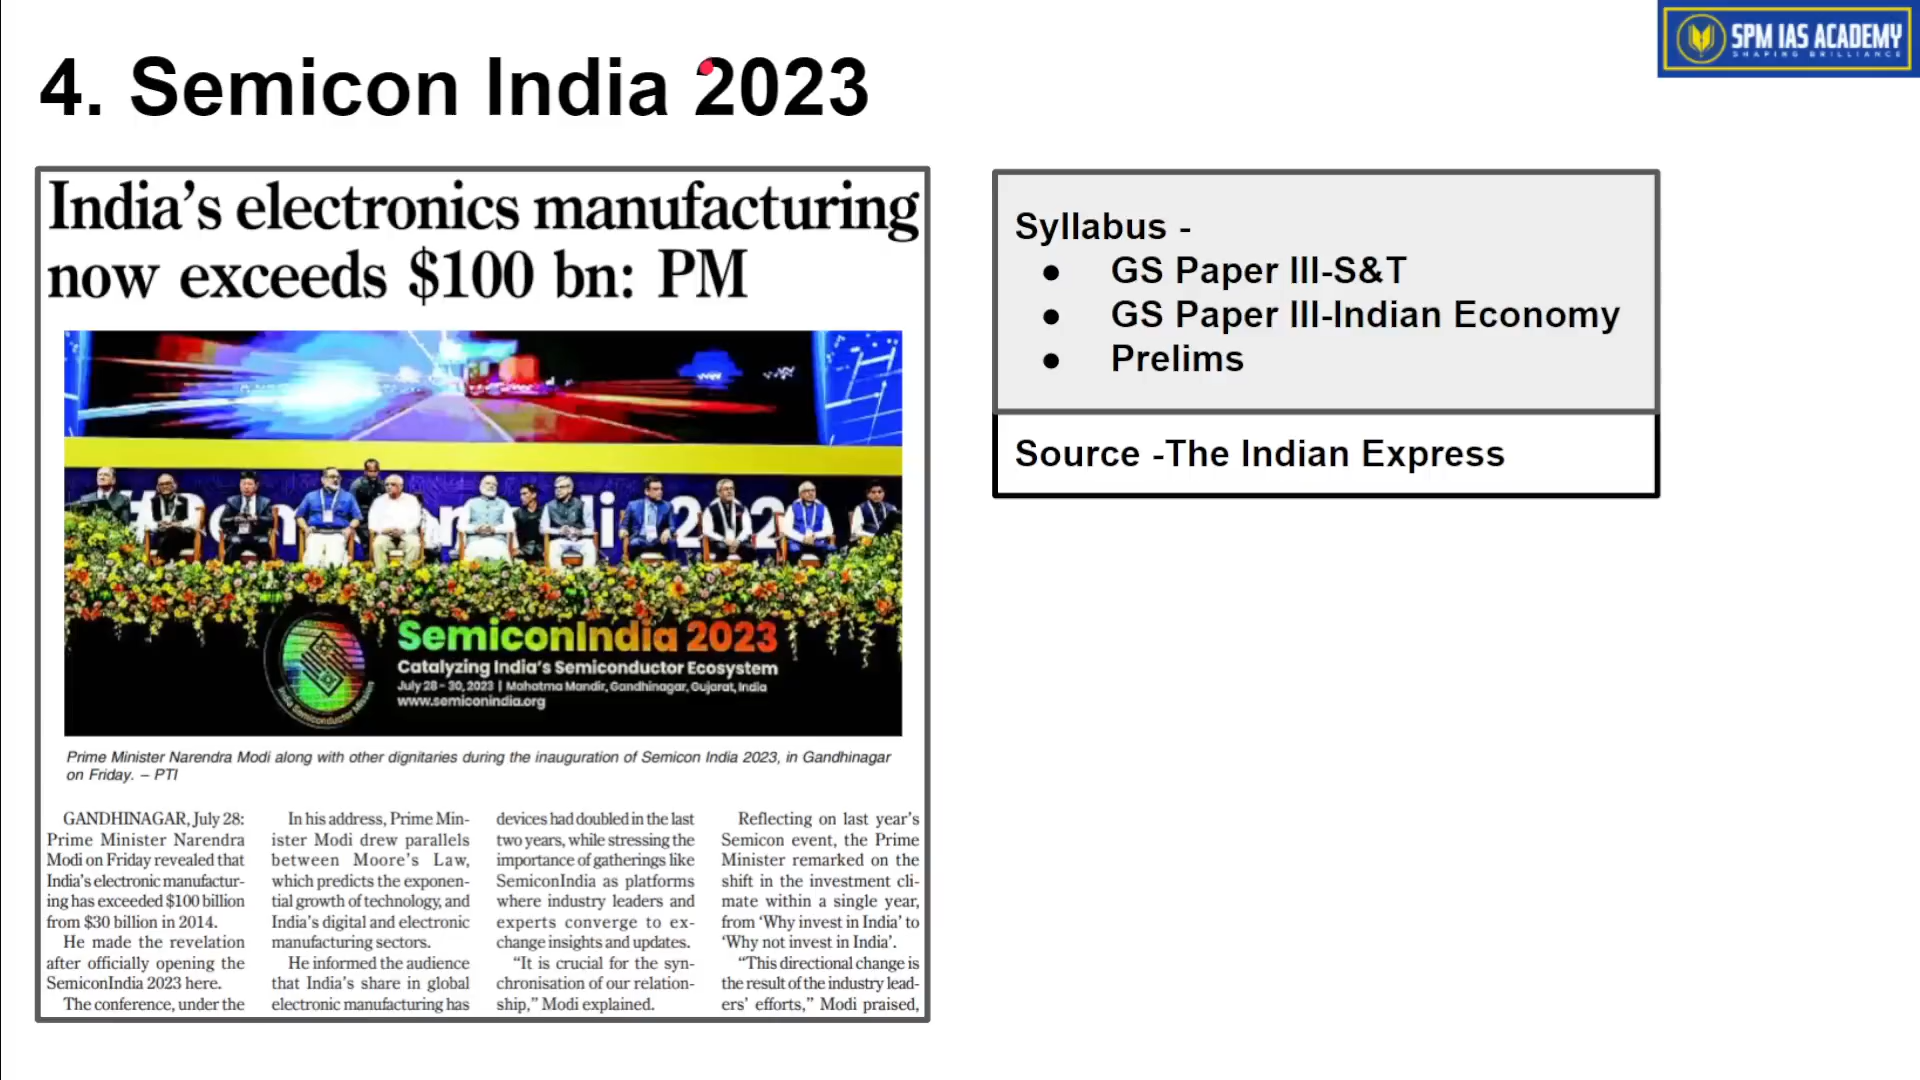 4. Semicon India 2023
SPM IAS ACADEMY
SHAPING BRILLIANCE
India's electronics manufacturing
now exceeds $100 bn: PM
SemiconIndia 2023
Catalyzing India's Semiconductor Ecosystem
July 28 - 30, 2023 | Mahatma Mandir, Gandhinagar, Gujarat, India
www.semiconindia.org
India Semiconductor Mission
Prime Minister Narendra Modi along with other dignitaries during the inauguration of Semicon India 2023, in Gandhinagar
on Friday. – PTI
GANDHINAGAR, July 28:
Prime Minister Narendra
Modi on Friday revealed that
India's electronic manufactur-
ing has exceeded $100 billion
from $30 billion in 2014.
He made the revelation
after officially opening the
SemiconIndia 2023 here.
The conference, under the
In his address, Prime Min-
ister Modi drew parallels
between Moore's Law,
which predicts the exponen-
tial growth of technology, and
India's digital and electronic
manufacturing sectors.
He informed the audience
that India's share in global
electronic manufacturing has
devices had doubled in the last
two years, while stressing the
importance of gatherings like
SemiconIndia as platforms
where industry leaders and
experts converge to ex-
change insights and updates.
“It is crucial for the syn-
chronisation of our relation-
ship,” Modi explained.
Reflecting on last year's
Semicon event, the Prime
Minister remarked on the
shift in the investment cli-
mate within a single year,
from ‘Why invest in India’ to
‘Why not invest in India’.
“This directional change is
the result of the industry lead-
ers’ efforts,” Modi praised,
Syllabus -
● GS Paper III-S&T
● GS Paper III-Indian Economy
● Prelims
Source -The Indian Express